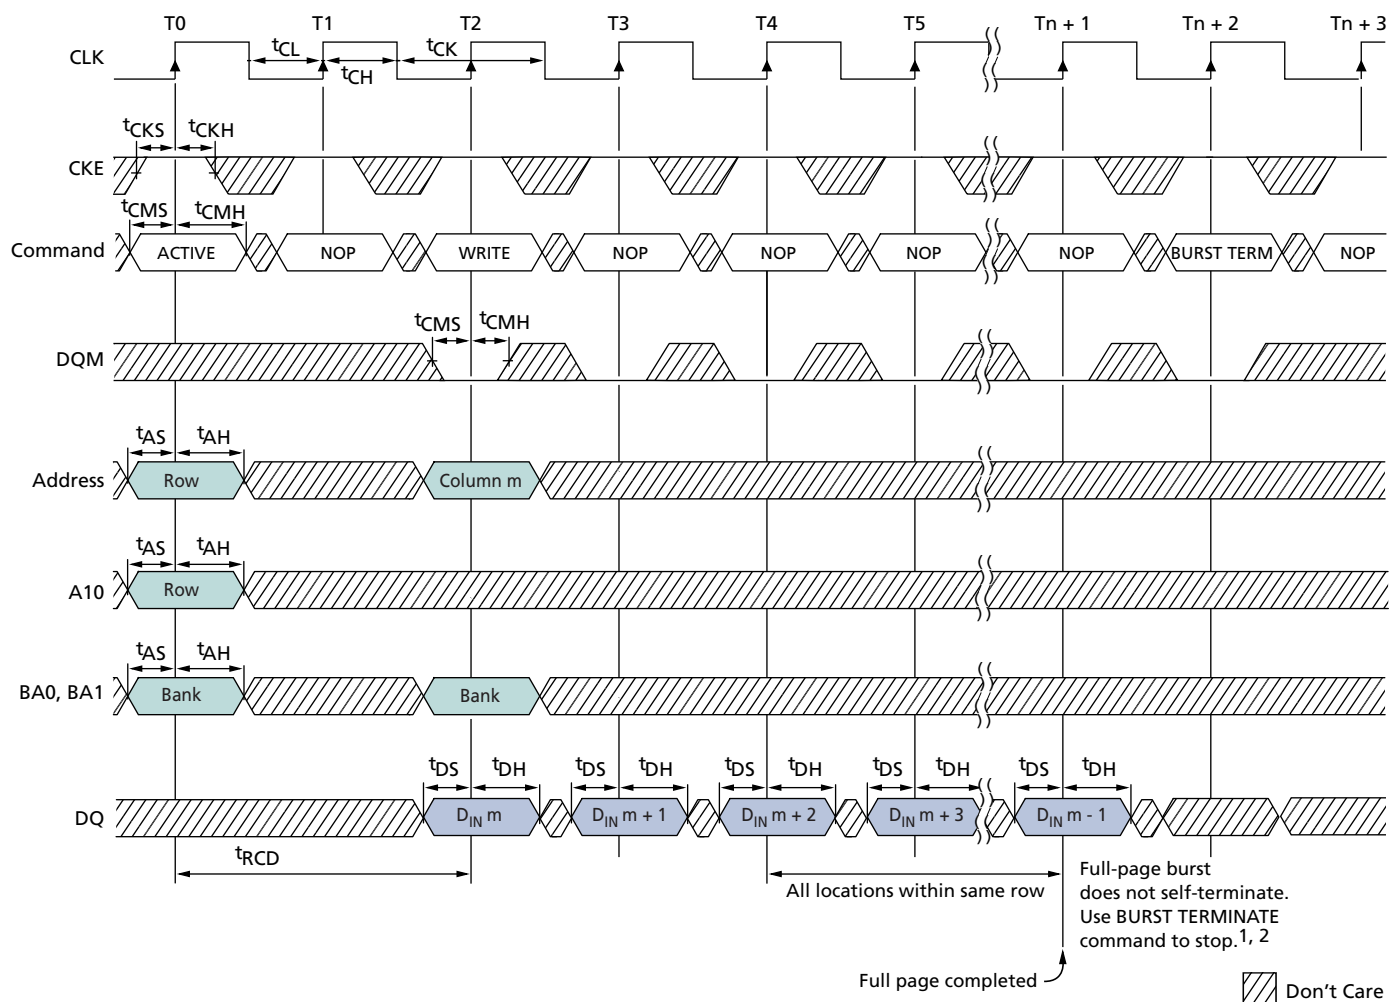 T0 T1 T2 T3 T4 T5 Tn + 1 Tn + 2 Tn + 3
CLK
tCL tCH tCK
tCKS tCKH
CKE
tCMS tCMH
Command ACTIVE NOP WRITE NOP NOP NOP NOP BURST TERM NOP
tCMS tCMH
DQM
tAS tAH
Address Row Column m
tAS tAH
A10 Row
tAS tAH
BA0, BA1 Bank Bank
tDS tDH tDS tDH tDS tDH tDS tDH tDS tDH
DQ DIN m DIN m + 1 DIN m + 2 DIN m + 3 DIN m - 1
tRCD
All locations within same row
Full-page burst
does not self-terminate.
Use BURST TERMINATE
command to stop.1, 2
Full page completed
Don't Care